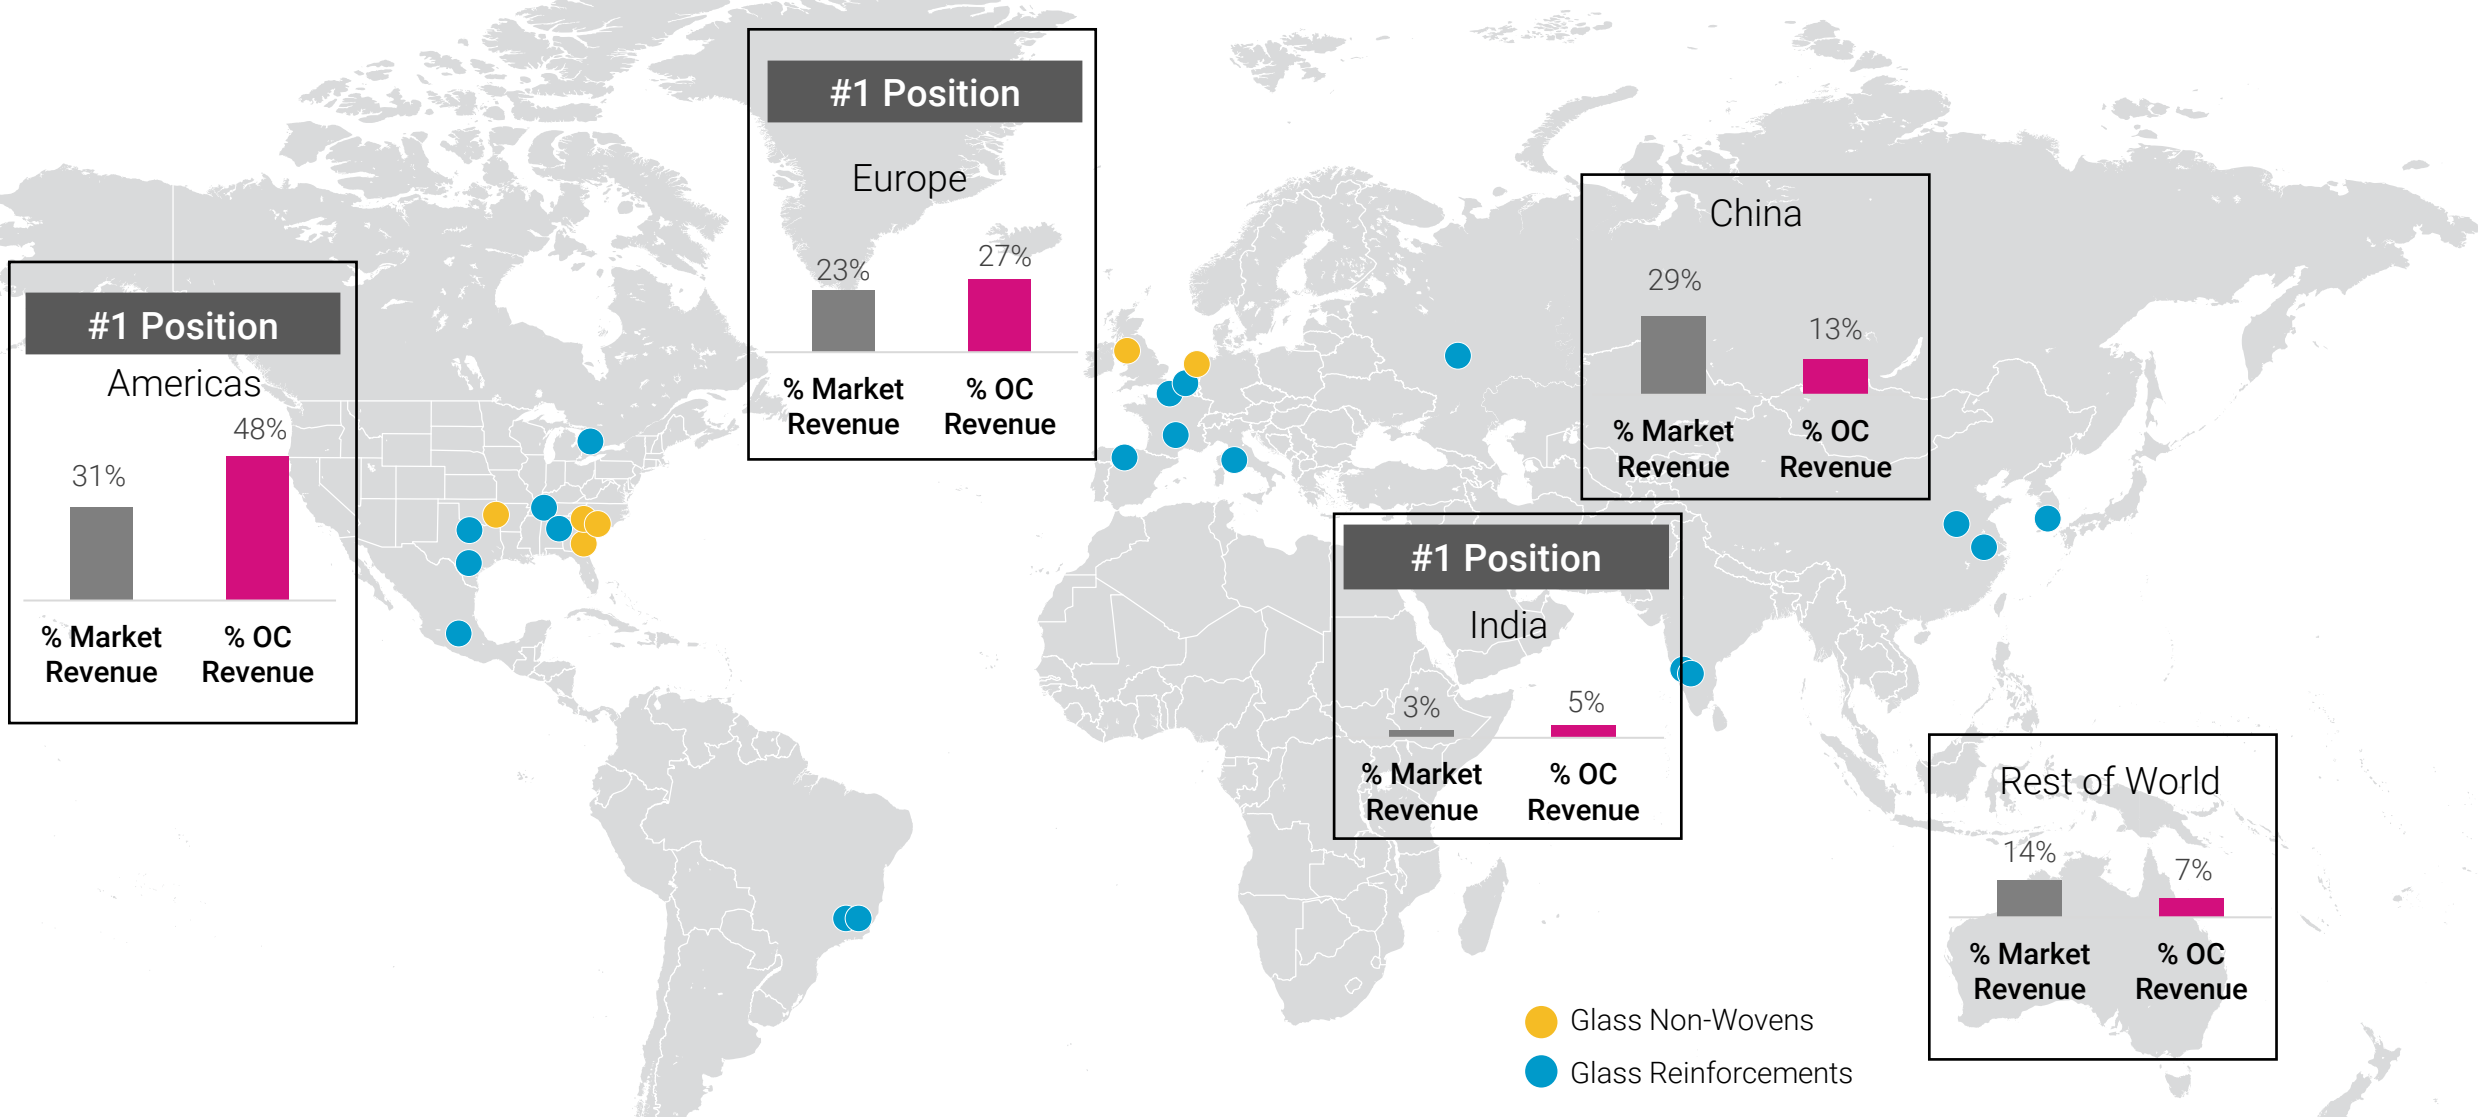 #1 Position
Americas
48%
31%
% Market
Revenue
% OC
Revenue
#1 Position
Europe
27%
23%
% Market
Revenue
% OC
Revenue
China
29%
13%
% Market
Revenue
% OC
Revenue
#1 Position
India
3%
5%
% Market
Revenue
% OC
Revenue
Rest of World
14%
7%
% Market
Revenue
% OC
Revenue
Glass Non-Wovens
Glass Reinforcements